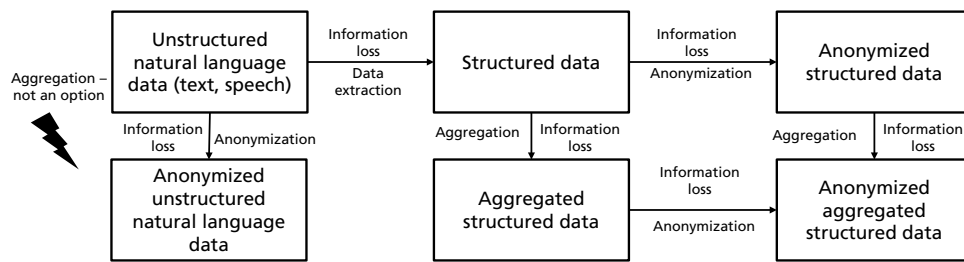 Unstructured
natural language
data (text, speech)
Information
loss
Data
extraction
Structured data
Information
loss
Anonymization
Anonymized
structured data
Aggregation –
not an option
Information
loss
Anonymization
Aggregation
Information
loss
Aggregation
Information
loss
Anonymized
unstructured
natural language
data
Aggregated
structured data
Information
loss
Anonymization
Anonymized
aggregated
structured data